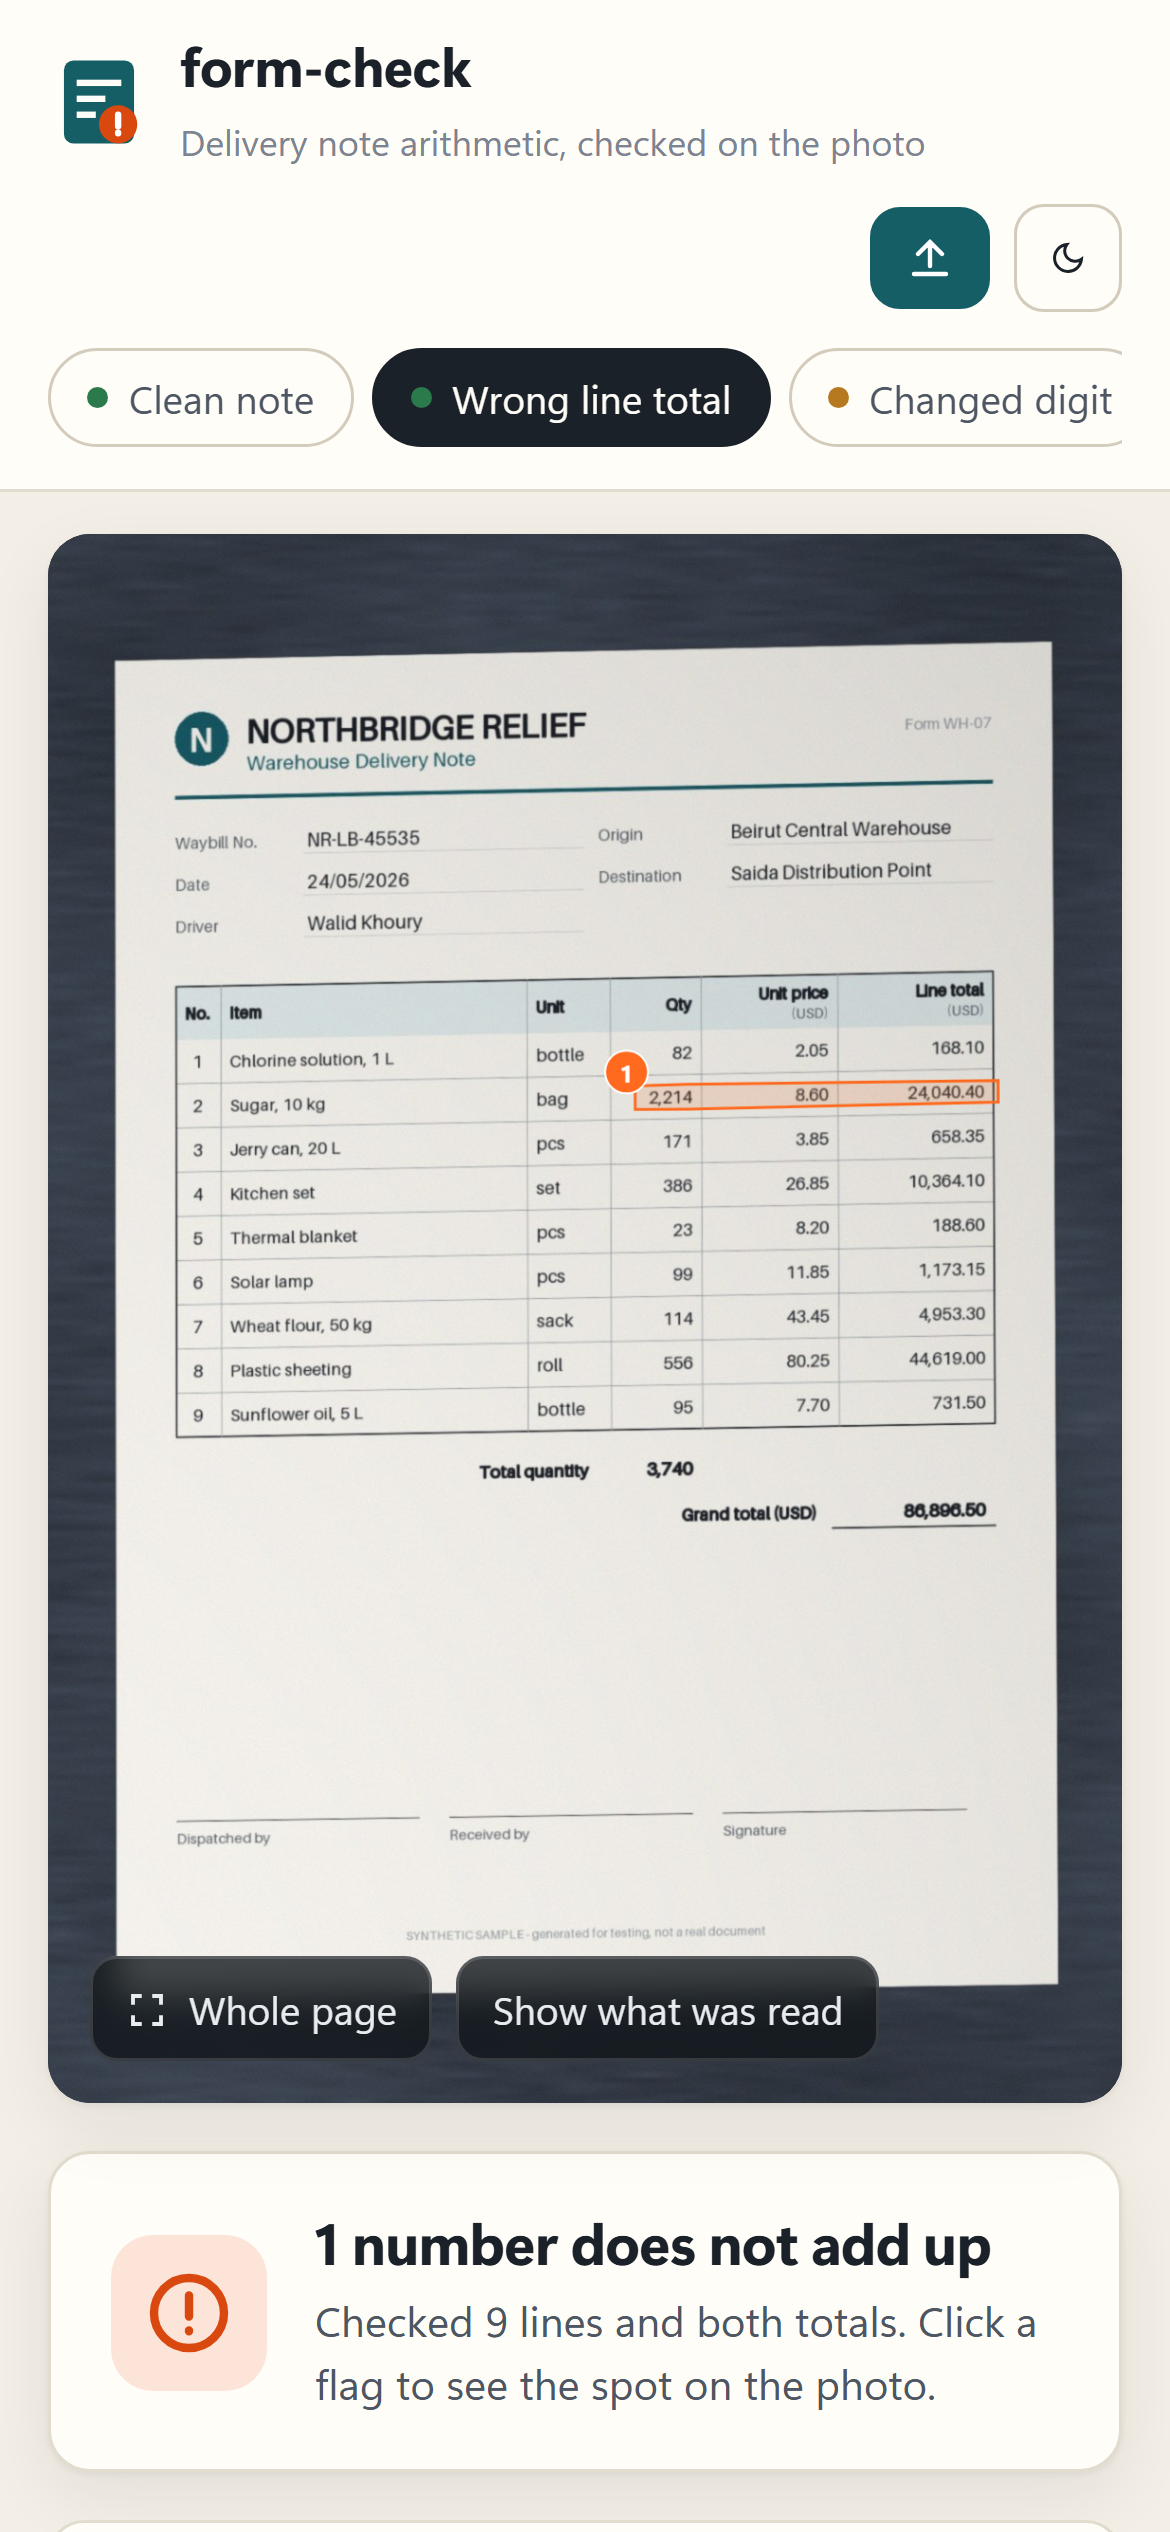 form-check
Delivery note arithmetic, checked on the photo
Clean note
Wrong line total
Changed digit
N
NORTHBRIDGE RELIEF
Warehouse Delivery Note
Form WH-07
Waybill No. NR-LB-45535 Origin Beirut Central Warehouse
Date 24/05/2026 Destination Saida Distribution Point
Driver Walid Khoury
No. Item Unit Qty Unit price (USD) Line total (USD)
1 Chlorine solution, 1 L bottle 82 2.05 168.10
1
2 Sugar, 10 kg bag 2,214 8.60 24,040.40
3 Jerry can, 20 L pcs 171 3.85 658.35
4 Kitchen set set 386 26.85 10,364.10
5 Thermal blanket pcs 23 8.20 188.60
6 Solar lamp pcs 99 11.85 1,173.15
7 Wheat flour, 50 kg sack 114 43.45 4,953.30
8 Plastic sheeting roll 556 80.25 44,619.00
9 Sunflower oil, 5 L bottle 95 7.70 731.50
Total quantity 3,740
Grand total (USD) 86,896.50
Dispatched by Received by Signature
SYNTHETIC SAMPLE - generated for testing, not a real document
Whole page
Show what was read
1 number does not add up
Checked 9 lines and both totals. Click a
flag to see the spot on the photo.